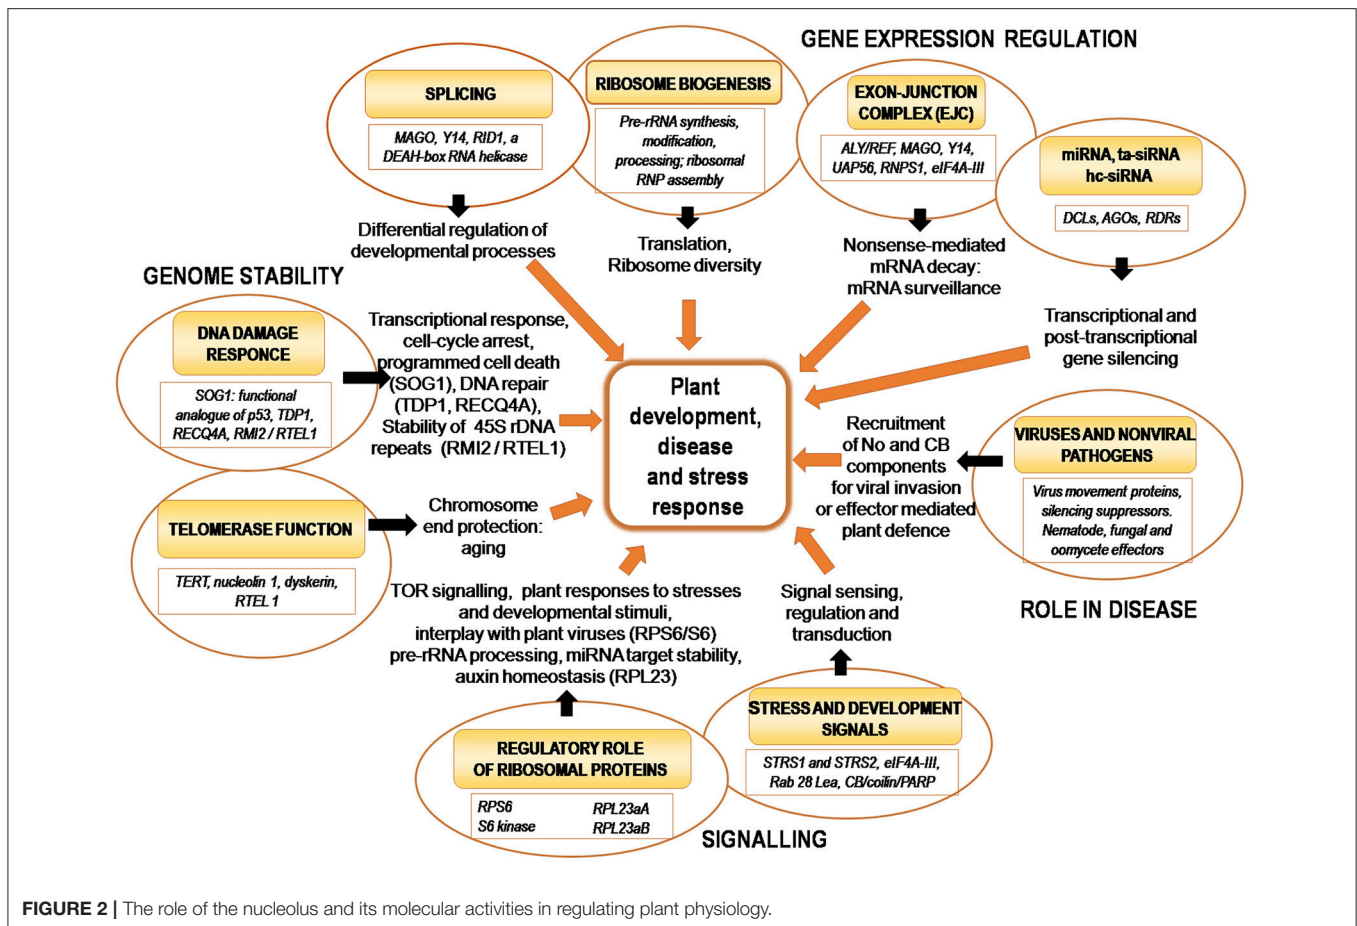 GENE EXPRESSION REGULATION
SPLICING
MAGO, Y14, RID1, a
DEAH-box RNA helicase
Differential regulation of
developmental processes
RIBOSOME BIOGENESIS
Pre-rRNA synthesis,
modification,
processing; ribosomal
RNP assembly
Translation,
Ribosome diversity
EXON-JUNCTION
COMPLEX (EJC)
ALY/REF, MAGO, Y14,
UAP56, RNPS1, eIF4A-III
Nonsense-mediated
mRNA decay:
mRNA surveillance
miRNA, ta-siRNA
hc-siRNA
DCLs, AGOs, RDRs
Transcriptional and
post-transcriptional
gene silencing
GENOME STABILITY
DNA DAMAGE
RESPONCE
SOG1: functional
analogue of p53, TDP1,
RECQ4A, RMI2 / RTEL1
Transcriptional response,
cell-cycle arrest,
programmed cell death
(SOG1), DNA repair
(TDP1, RECQ4A),
Stability of 45S rDNA
repeats (RMI2 / RTEL1)
TELOMERASE FUNCTION
TERT, nucleolin 1, dyskerin,
RTEL 1
Chromosome
end protection:
aging
Plant
development,
disease
and stress
response
VIRUSES AND NONVIRAL
PATHOGENS
Virus movement proteins,
silencing suppressors.
Nematode, fungal and
oomycete effectors
Recruitment
of No and CB
components
for viral invasion
or effector mediated
plant defence
ROLE IN DISEASE
TOR signalling, plant responses to stresses
and developmental stimuli,
interplay with plant viruses (RPS6/S6)
pre-rRNA processing, miRNA target stability,
auxin homeostasis (RPL23)
REGULATORY ROLE
OF RIBOSOMAL PROTEINS
RPS6 RPL23aA
S6 kinase RPL23aB
Signal sensing,
regulation and
transduction
STRESS AND DEVELOPMENT
SIGNALS
STRS1 and STRS2, eIF4A-III,
Rab 28 Lea, CB/coilin/PARP
SIGNALLING
FIGURE 2 | The role of the nucleolus and its molecular activities in regulating plant physiology.